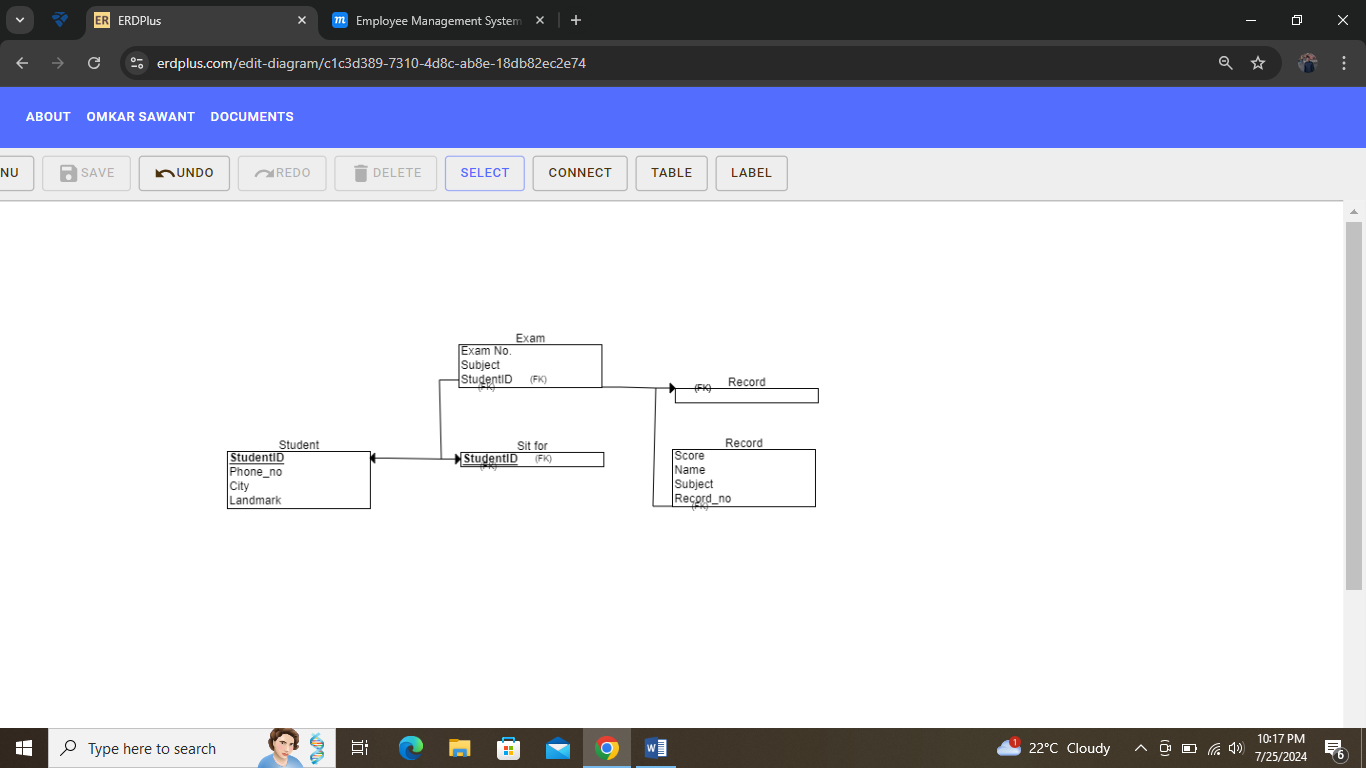 ERDPlus
Employee Management System
erdplus.com/edit-diagram/c1c3d389-7310-4d8c-ab8e-18db82ec2e74
ABOUT OMKAR SAWANT DOCUMENTS
NU SAVE UNDO REDO DELETE SELECT CONNECT TABLE LABEL
Exam
Exam No.
Subject
StudentID (FK)
(FK)
Record
(FK)
Student
StudentID
Phone_no
City
Landmark
Sit for
StudentID (FK)
(FK)
Record
Score
Name
Subject
Record_no
(FK)
Type here to search
22°C Cloudy
10:17 PM
7/25/2024